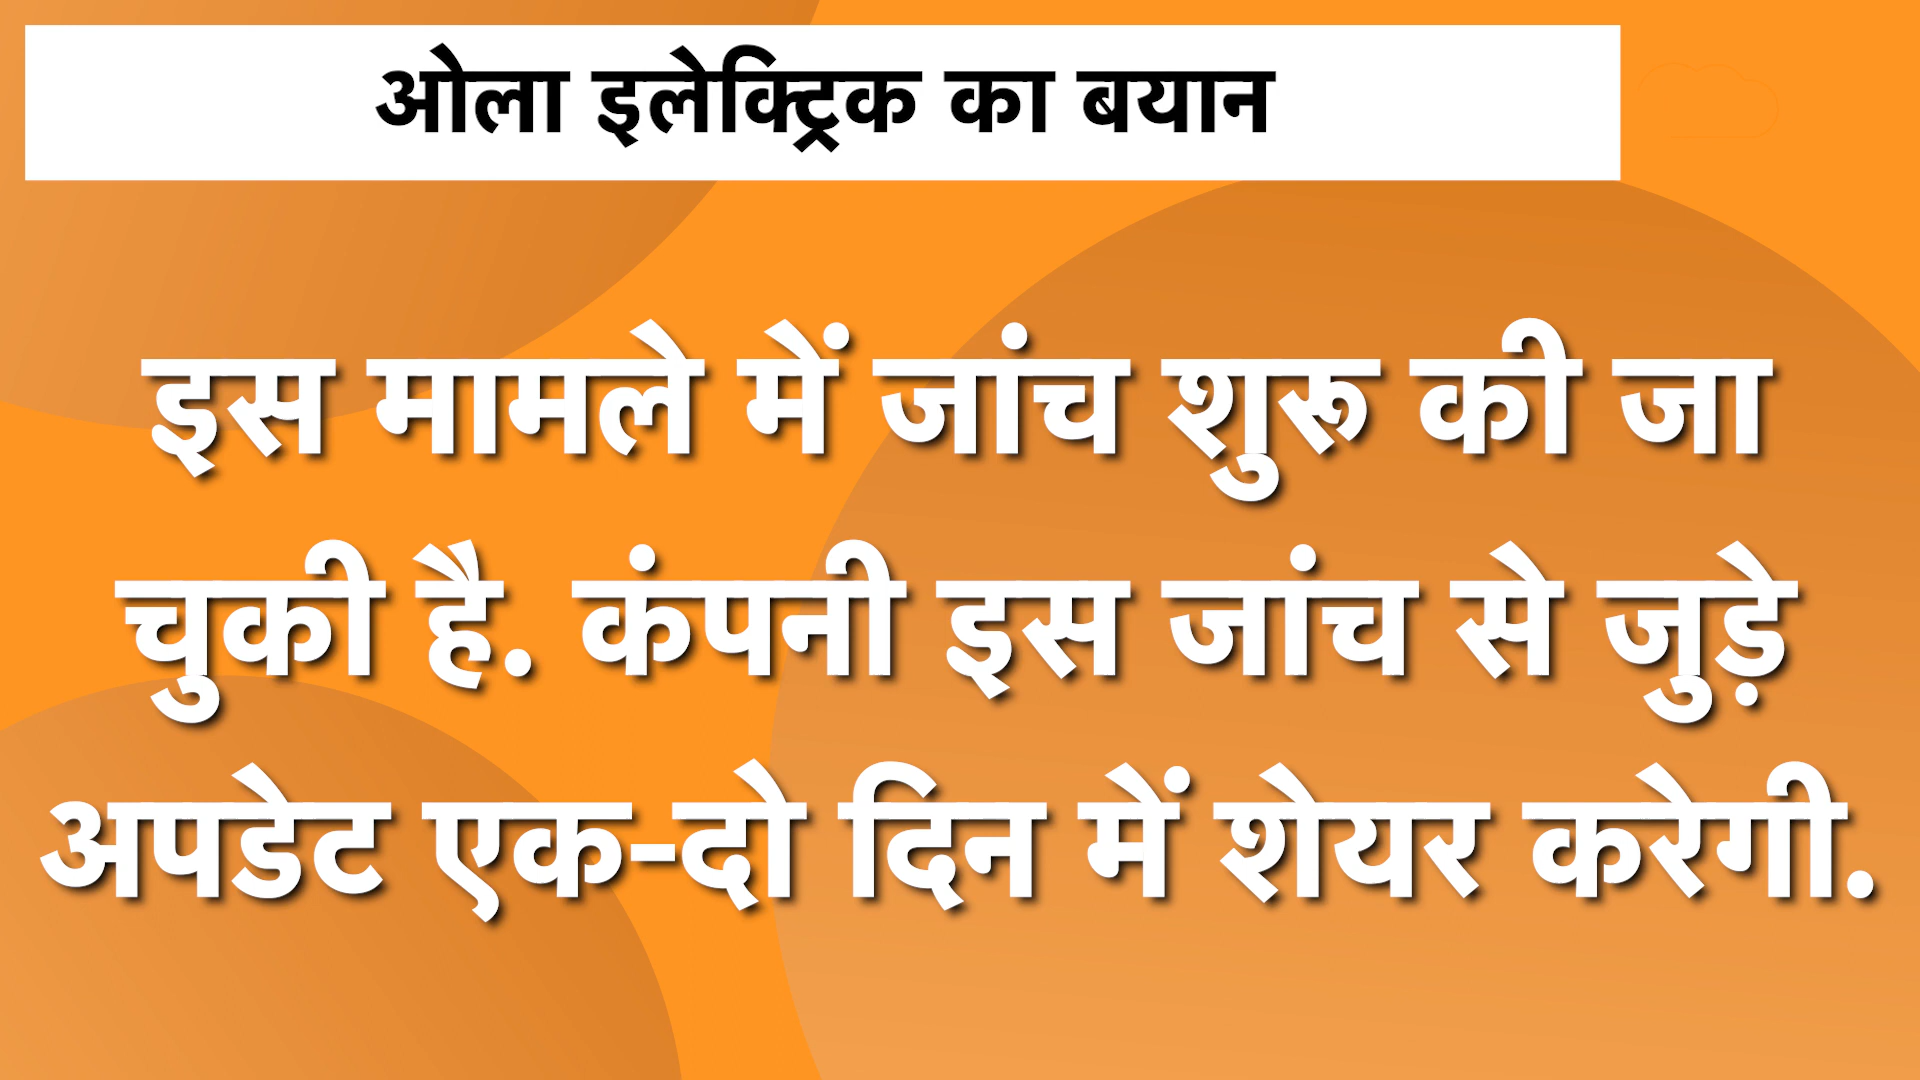 ओला इलेक्ट्रिक का बयान
इस मामले में जांच शुरू की जा
चुकी है. कंपनी इस जांच से जुड़े
अपडेट एक-दो दिन में शेयर करेगी.